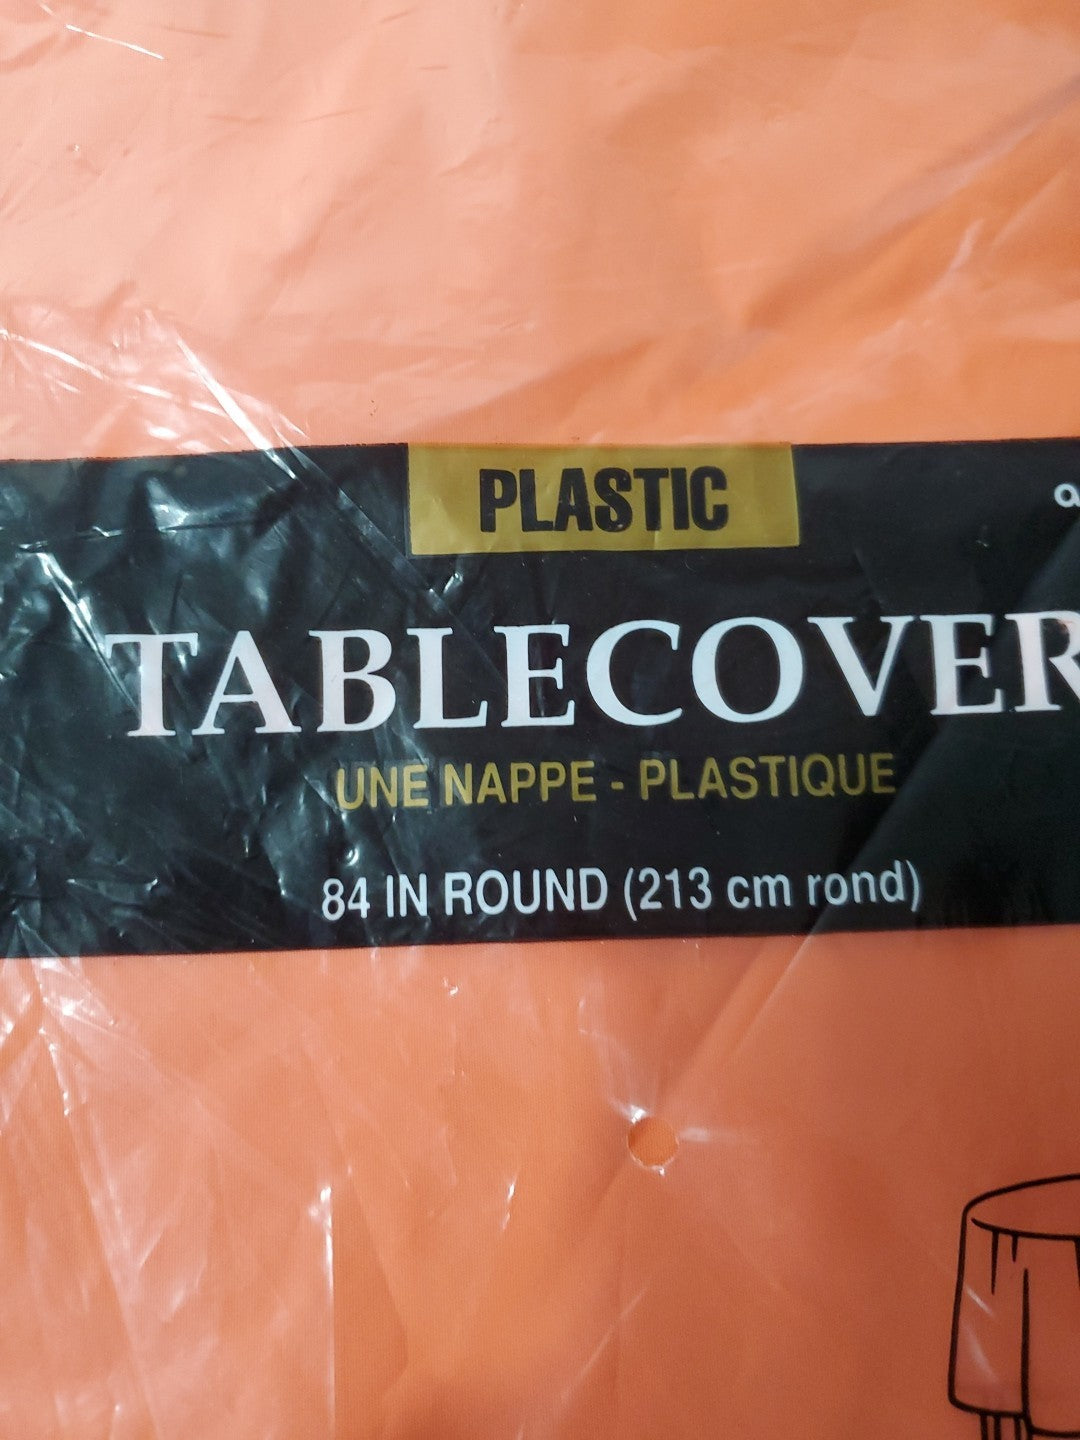 PLASTIC
TABLECOVER
UNE NAPPE - PLASTIQUE
84 IN ROUND (213 cm rond)